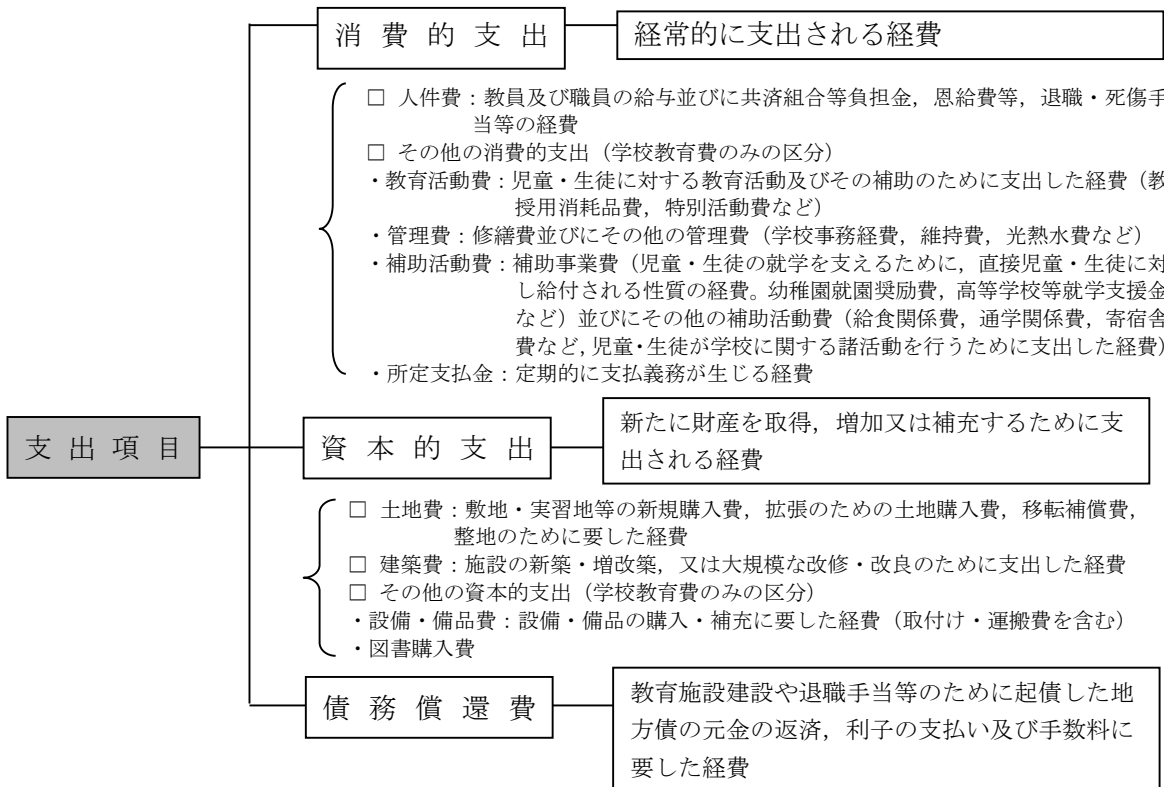 消費的支出
経常的に支出される経費
□ 人件費：教員及び職員の給与並びに共済組合等負担金，恩給費等，退職・死傷手
当等の経費
□ その他の消費的支出（学校教育費のみの区分）
・教育活動費：児童・生徒に対する教育活動及びその補助のために支出した経費（教
授用消耗品費，特別活動費など）
・管理費：修繕費並びにその他の管理費（学校事務経費，維持費，光熱水費など）
・補助活動費：補助事業費（児童・生徒の就学を支えるために，直接児童・生徒に対
し給付される性質の経費。幼稚園就園奨励費，高等学校等就学支援金
など）並びにその他の補助活動費（給食関係費，通学関係費，寄宿舎
費など，児童・生徒が学校に関する諸活動を行うために支出した経費）
・所定支払金：定期的に支払義務が生じる経費
支出項目
資本的支出
新たに財産を取得，増加又は補充するために支
出される経費
□ 土地費：敷地・実習地等の新規購入費，拡張のための土地購入費，移転補償費，
整地のために要した経費
□ 建築費：施設の新築・増改築，又は大規模な改修・改良のために支出した経費
□ その他の資本的支出（学校教育費のみの区分）
・設備・備品費：設備・備品の購入・補充に要した経費（取付け・運搬費を含む）
・図書購入費
債務償還費
教育施設建設や退職手当等のために起債した地
方債の元金の返済，利子の支払い及び手数料に
要した経費